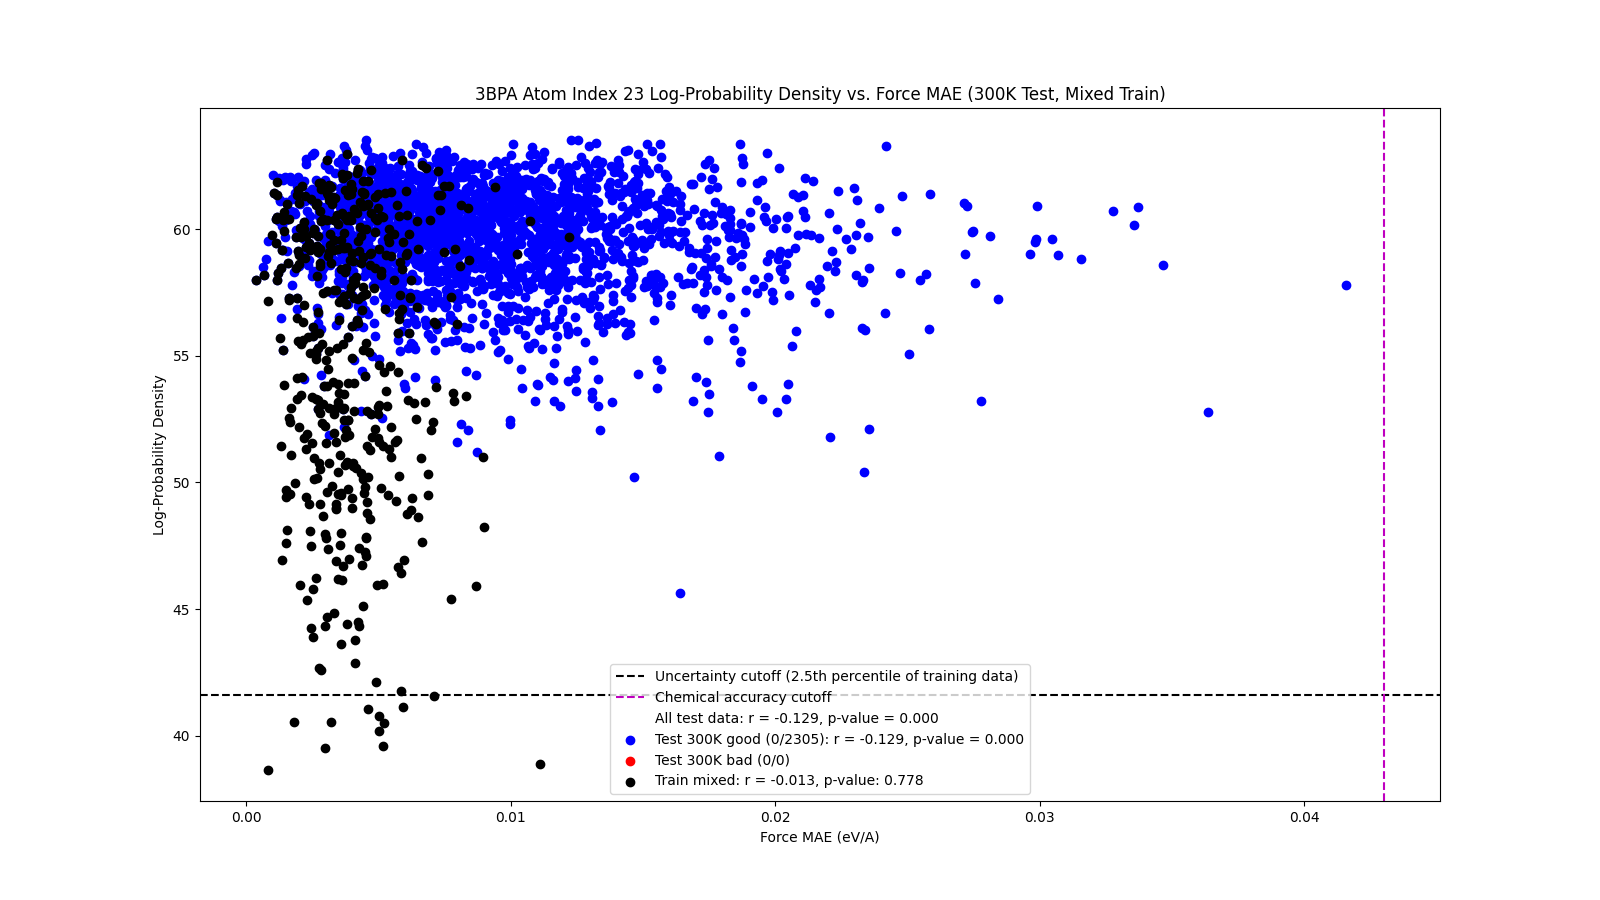 3BPA Atom Index 23 Log-Probability Density vs. Force MAE (300K Test, Mixed Train)
Log-Probability Density
60
55
50
45
40
Uncertainty cutoff (2.5th percentile of training data)
Chemical accuracy cutoff
All test data: r = -0.129, p-value = 0.000
Test 300K good (0/2305): r = -0.129, p-value = 0.000
Test 300K bad (0/0)
Train mixed: r = -0.013, p-value: 0.778
0.00 0.01 0.02 0.03 0.04
Force MAE (eV/A)